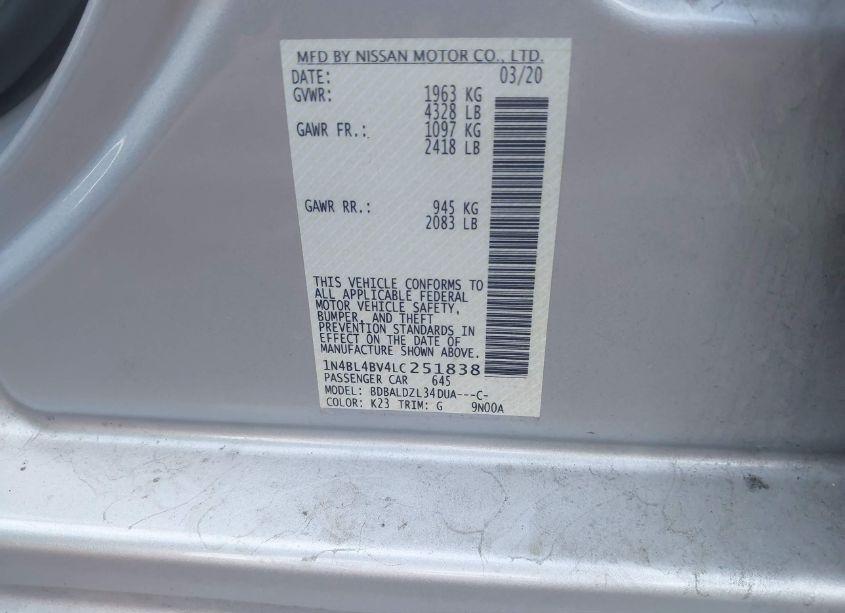 MFD BY NISSAN MOTOR CO., LTD.
DATE: 03/20
GVWR: 1963 KG
4328 LB
GAWR FR.: 1097 KG
2418 LB
GAWR RR.: 945 KG
2083 LB
THIS VEHICLE CONFORMS TO
ALL APPLICABLE FEDERAL
MOTOR VEHICLE SAFETY,
BUMPER, AND THEFT
PREVENTION STANDARDS IN
EFFECT ON THE DATE OF
MANUFACTURE SHOWN ABOVE.
1N4BL4BV4LC251838
PASSENGER CAR 645
MODEL: BDBALDZL34DUA---C-
COLOR: K23 TRIM: G 9N00A